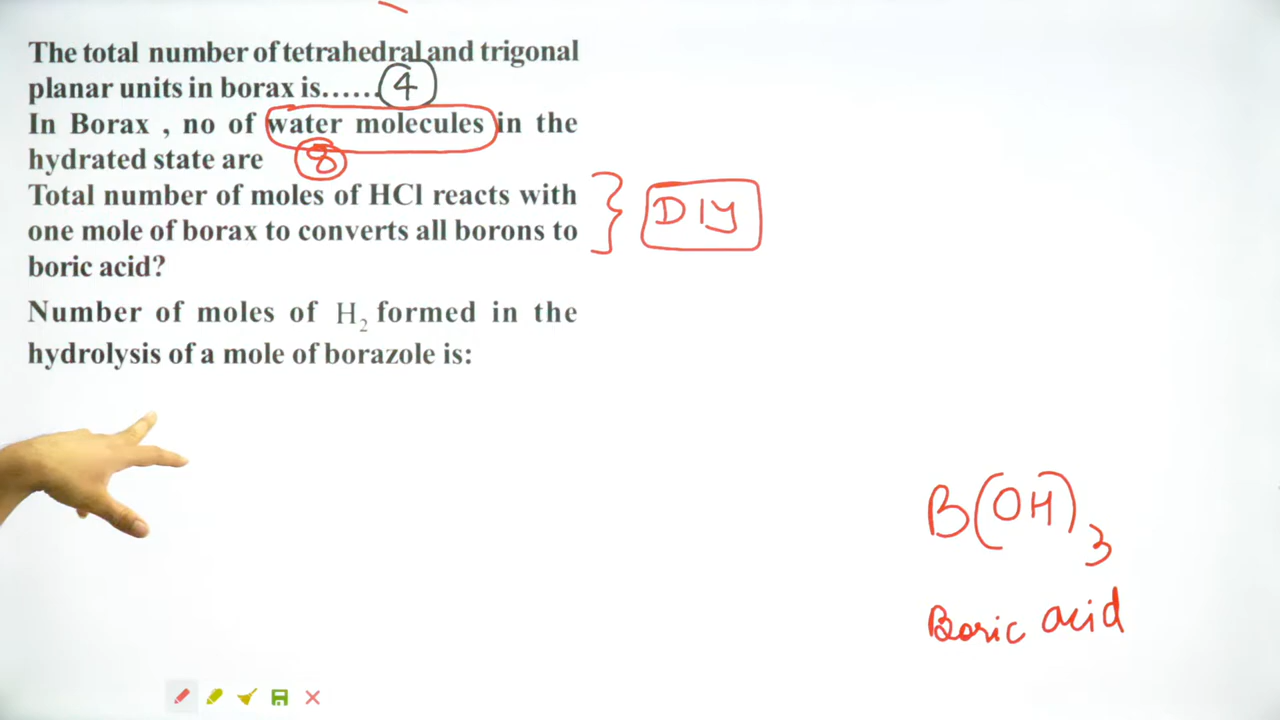 The total number of tetrahedral and trigonal
planar units in borax is...... 4
In Borax , no of water molecules in the
hydrated state are 8
Total number of moles of HCl reacts with
one mole of borax to converts all borons to
boric acid?
DIY
Number of moles of H₂ formed in the
hydrolysis of a mole of borazole is:
B(OH)₃
Boric acid